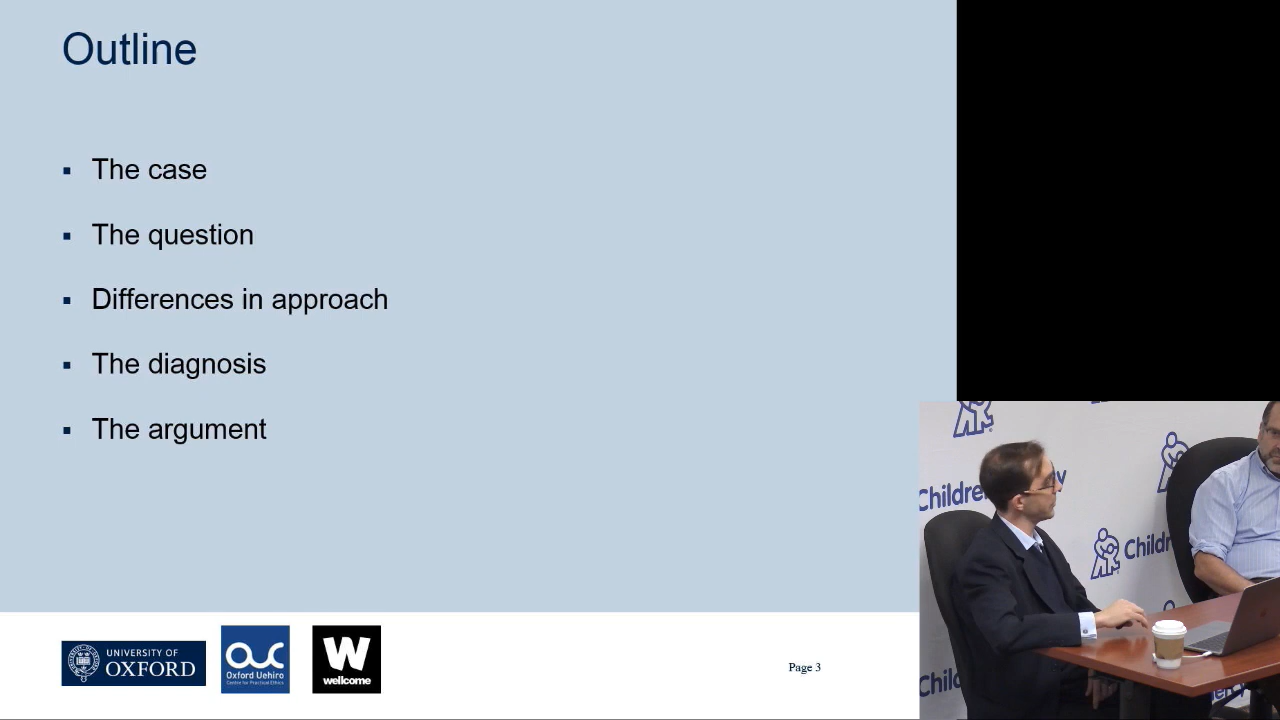 Outline
The case
The question
Differences in approach
The diagnosis
The argument
UNIVERSITY OF
OXFORD
Oxford Uehiro
Centre for Practical Ethics
W
wellcome
Page 3